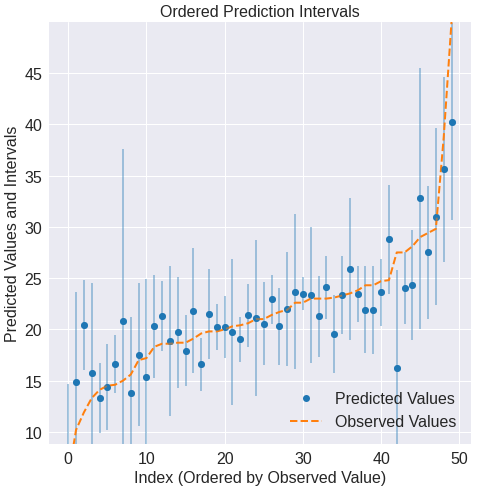 Ordered Prediction Intervals
Predicted Values and Intervals
45
40
35
30
25
20
15
10
0
10
20
30
40
50
Index (Ordered by Observed Value)
Predicted Values
Observed Values